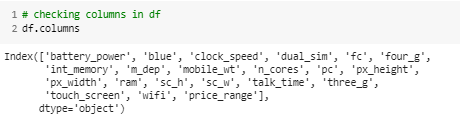 1 # checking columns in df
2 df.columns
Index(['battery_power', 'blue', 'clock_speed', 'dual_sim', 'fc', 'four_g',
'int_memory', 'm_dep', 'mobile_wt', 'n_cores', 'pc', 'px_height',
'px_width', 'ram', 'sc_h', 'sc_w', 'talk_time', 'three_g',
'touch_screen', 'wifi', 'price_range'],
dtype='object')